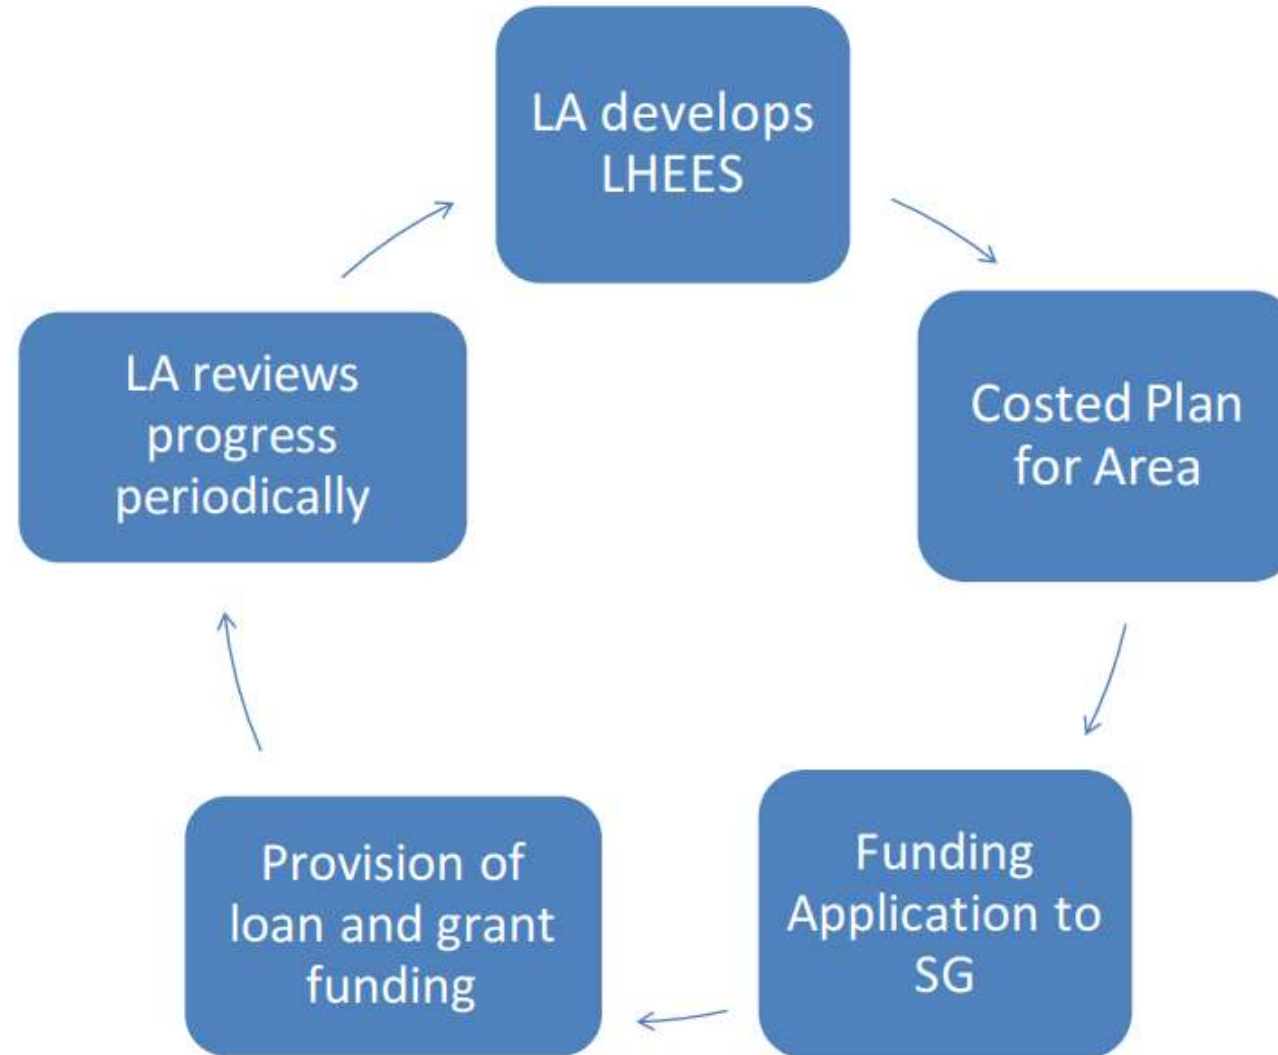 LA develops
LHEES
Costed Plan
for Area
Funding
Application to
SG
Provision of
loan and grant
funding
LA reviews
progress
periodically